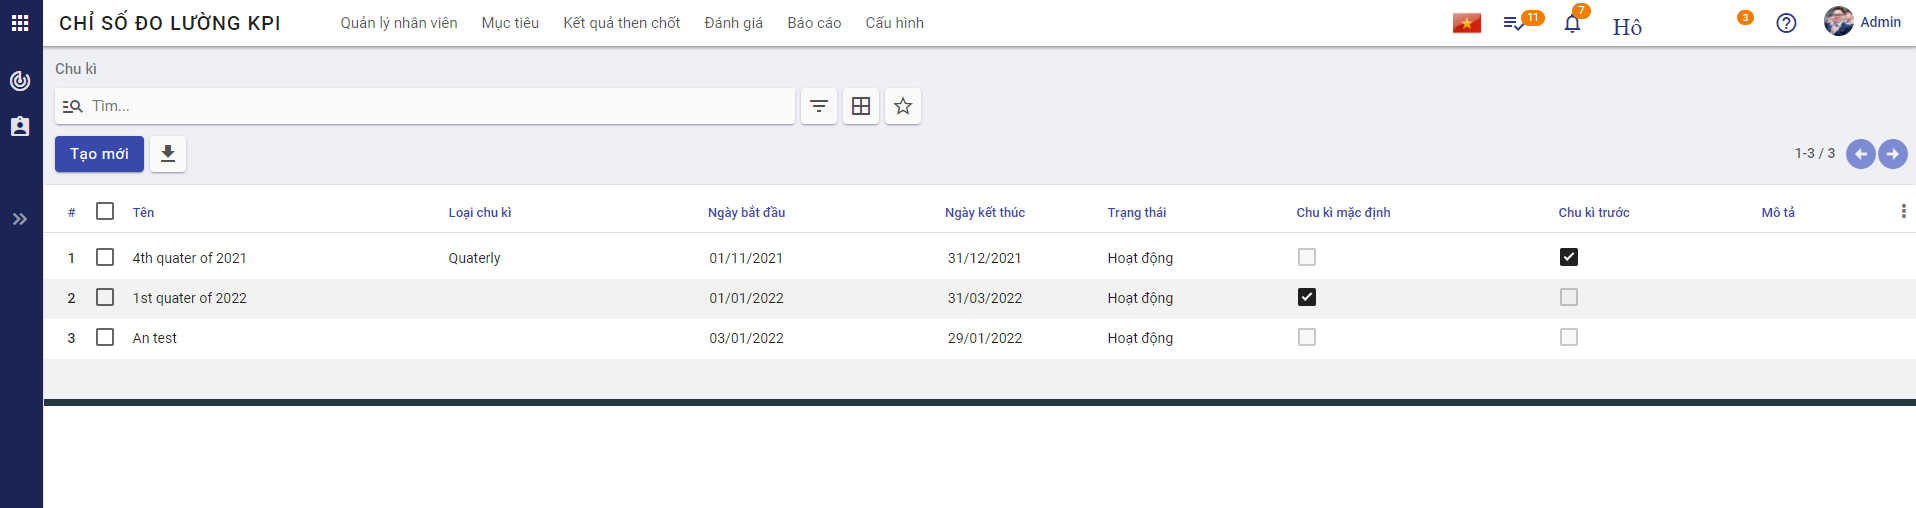 CHỈ SỐ ĐO LƯỜNG KPI Quản lý nhân viên Mục tiêu Kết quả then chốt Đánh giá Báo cáo Cấu hình 11 7 Hô 3 Admin
Chu kì
Tìm...
Tạo mới 1-3 / 3
# Tên Loại chu kì Ngày bắt đầu Ngày kết thúc Trạng thái Chu kì mặc định Chu kì trước Mô tả
1 4th quater of 2021 Quaterly 01/11/2021 31/12/2021 Hoạt động
2 1st quater of 2022 01/01/2022 31/03/2022 Hoạt động
3 An test 03/01/2022 29/01/2022 Hoạt động